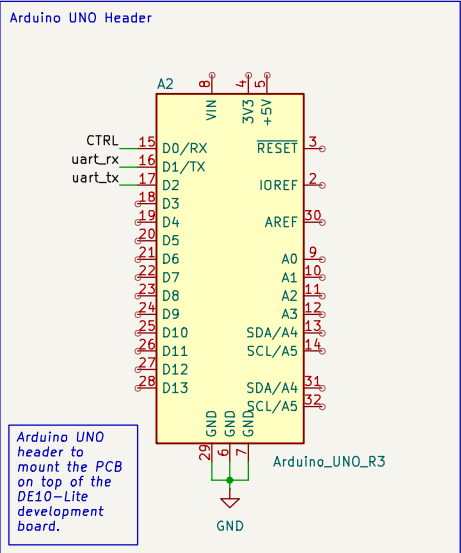 Arduino UNO Header
A2
8 4 5
VIN 3V3 +5V
CTRL 15 D0/RX RESET 3
uart_rx 16 D1/TX
uart_tx 17 D2 IOREF 2
18 D3
19 D4 AREF 30
20 D5
21 D6 A0 9
22 D7 A1 10
23 D8 A2 11
24 D9 A3 12
25 D10 SDA/A4 13
26 D11 SCL/A5 14
27 D12
28 D13 SDA/A4 31
SCL/A5 32
GND GND GND
29 6 7
Arduino_UNO_R3
GND
Arduino UNO
header to
mount the PCB
on top of the
DE10-Lite
development
board.